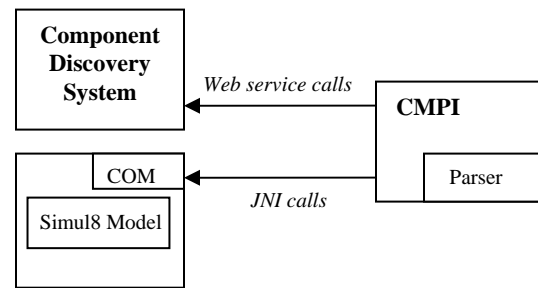 Component
Discovery
System
Web service calls
CMPI
COM
Parser
Simul8 Model
JNI calls